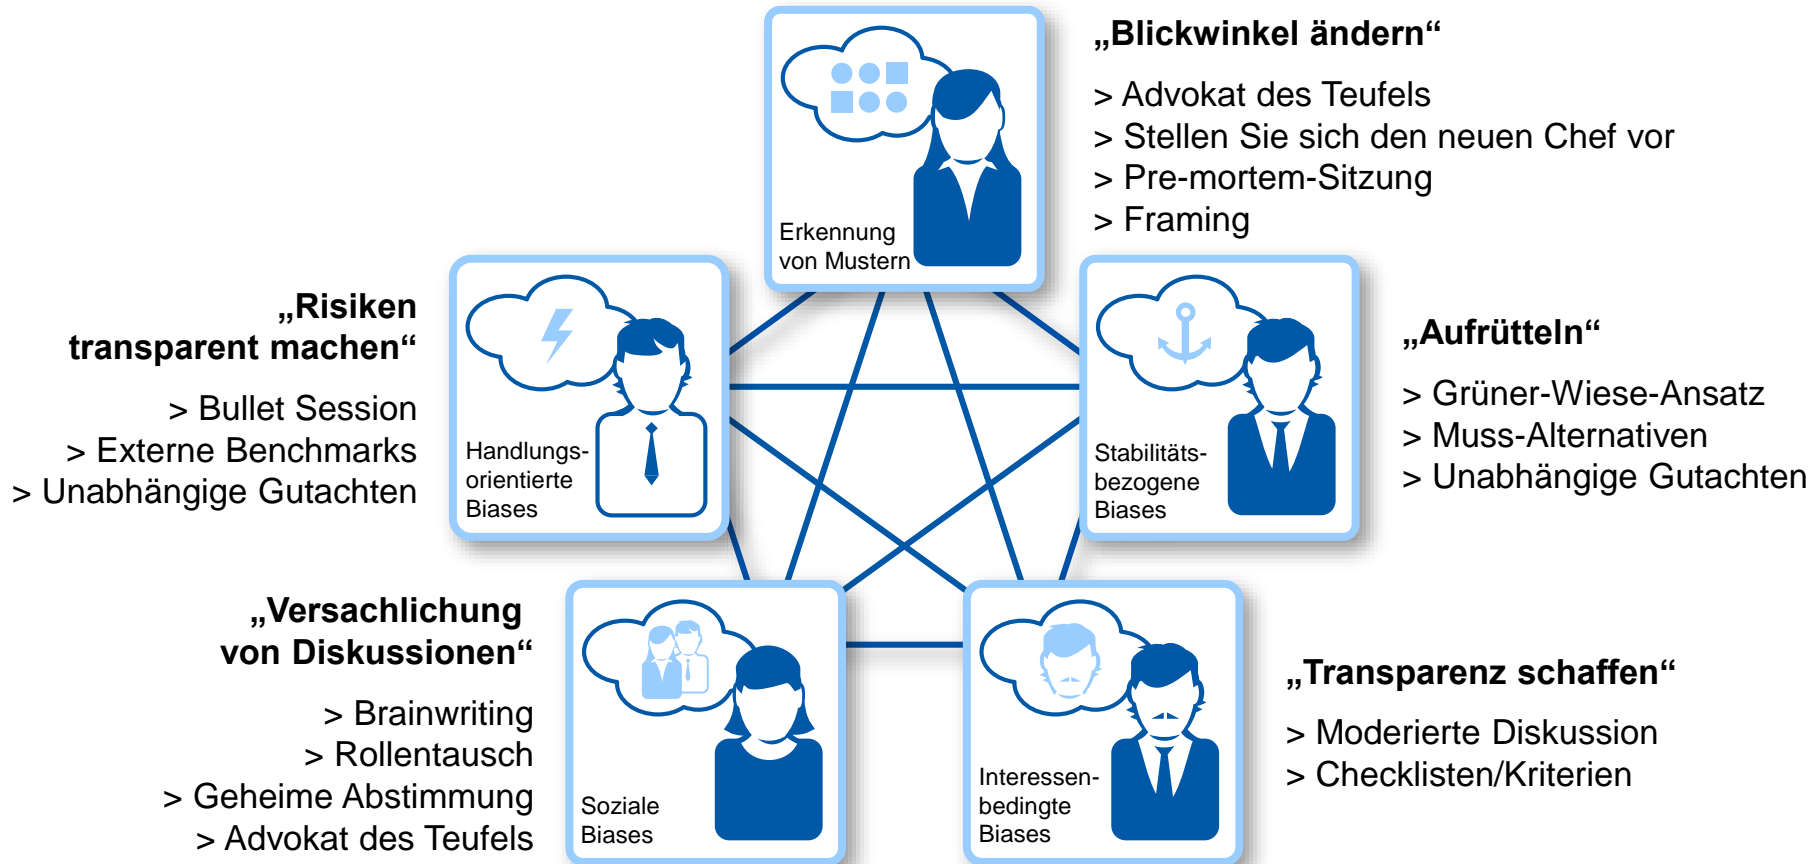 „Blickwinkel ändern“
> Advokat des Teufels
> Stellen Sie sich den neuen Chef vor
> Pre-mortem-Sitzung
> Framing
Erkennung
von Mustern
„Risiken
transparent machen“
> Bullet Session
> Externe Benchmarks
> Unabhängige Gutachten
Handlungs-
orientierte
Biases
Stabilitäts-
bezogene
Biases
„Aufrütteln“
> Grüner-Wiese-Ansatz
> Muss-Alternativen
> Unabhängige Gutachten
„Versachlichung
von Diskussionen“
> Brainwriting
> Rollentausch
> Geheime Abstimmung
> Advokat des Teufels
Soziale
Biases
Interessen-
bedingte
Biases
„Transparenz schaffen“
> Moderierte Diskussion
> Checklisten/Kriterien